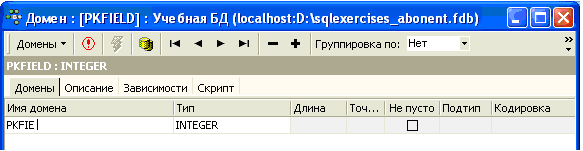 Домен : [PKFIELD] : Учебная БД (localhost:D:\sqlexercises_abonent.fdb)
Домены Группировка по: Нет
PKFIELD : INTEGER
Домены Описание Зависимости Скрипт
Имя домена Тип Длина Точ... Не пусто Подтип Кодировка
PKFIE INTEGER